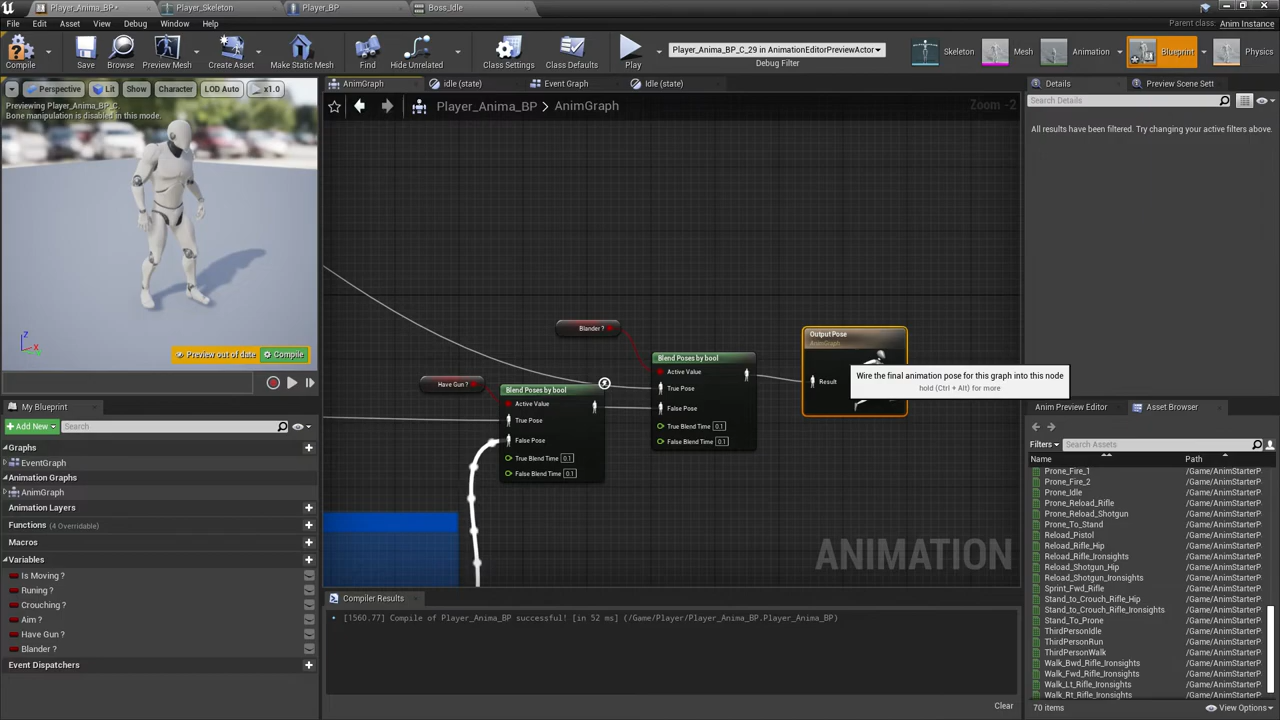 Player_Anima_BP*
Player_Skeleton
Player_BP
Boss_Idle
File
Edit
Asset
View
Debug
Window
Help
Parent class:
Anim Instance
Compile
Save
Browse
Preview Mesh
Create Asset
Make Static Mesh
Find
Hide Unrelated
Class Settings
Class Defaults
Play
Player_Anima_BP_C_29 in AnimationEditorPreviewActor
Debug Filter
Skeleton
Mesh
Animation
Blueprint
Physics
Perspective
Lit
Show
Character
LOD Auto
x1.0
Previewing Player_Anima_BP_C.
Bone manipulation is disabled in this mode.
Preview out of date
Compile
AnimGraph
idle (state)
Event Graph
Idle (state)
Player_Anima_BP
AnimGraph
Zoom -2
Blander ?
Have Gun ?
Blend Poses by bool
Active Value
True Pose
False Pose
True Blend Time 0.1
False Blend Time 0.1
Blend Poses by bool
Active Value
True Pose
False Pose
True Blend Time 0.1
False Blend Time 0.1
Output Pose
AnimGraph
Result
Wire the final animation pose for this graph into this node
hold (Ctrl + Alt) for more
ANIMATION
Compiler Results
[1560.77] Compile of Player_Anima_BP successful! [in 52 ms] (/Game/Player/Player_Anima_BP.Player_Anima_BP)
Clear
My Blueprint
Add New
Search
Graphs
EventGraph
Animation Graphs
AnimGraph
Animation Layers
Functions (4 Overridable)
Macros
Variables
Is Moving ?
Runing ?
Crouching ?
Aim ?
Have Gun ?
Blander ?
Event Dispatchers
Details
Preview Scene Sett
Search Details
All results have been filtered. Try changing your active filters above.
Anim Preview Editor
Asset Browser
Filters
Search Assets
Name
Path
Prone_Fire_1 /Game/AnimStarterP
Prone_Fire_2 /Game/AnimStarterP
Prone_Idle /Game/AnimStarterP
Prone_Reload_Rifle /Game/AnimStarterP
Prone_Reload_Shotgun /Game/AnimStarterP
Prone_To_Stand /Game/AnimStarterP
Reload_Pistol /Game/AnimStarterP
Reload_Rifle_Hip /Game/AnimStarterP
Reload_Rifle_Ironsights /Game/AnimStarterP
Reload_Shotgun_Hip /Game/AnimStarterP
Reload_Shotgun_Ironsights /Game/AnimStarterP
Sprint_Fwd_Rifle /Game/AnimStarterP
Stand_to_Crouch_Rifle_Hip /Game/AnimStarterP
Stand_to_Crouch_Rifle_Ironsights /Game/AnimStarterP
Stand_To_Prone /Game/AnimStarterP
ThirdPersonIdle /Game/AnimStarterP
ThirdPersonRun /Game/AnimStarterP
ThirdPersonWalk /Game/AnimStarterP
Walk_Bwd_Rifle_Ironsights /Game/AnimStarterP
Walk_Fwd_Rifle_Ironsights /Game/AnimStarterP
Walk_Lt_Rifle_Ironsights /Game/AnimStarterP
Walk_Rt_Rifle_Ironsights /Game/AnimStarterP
70 items
View Options